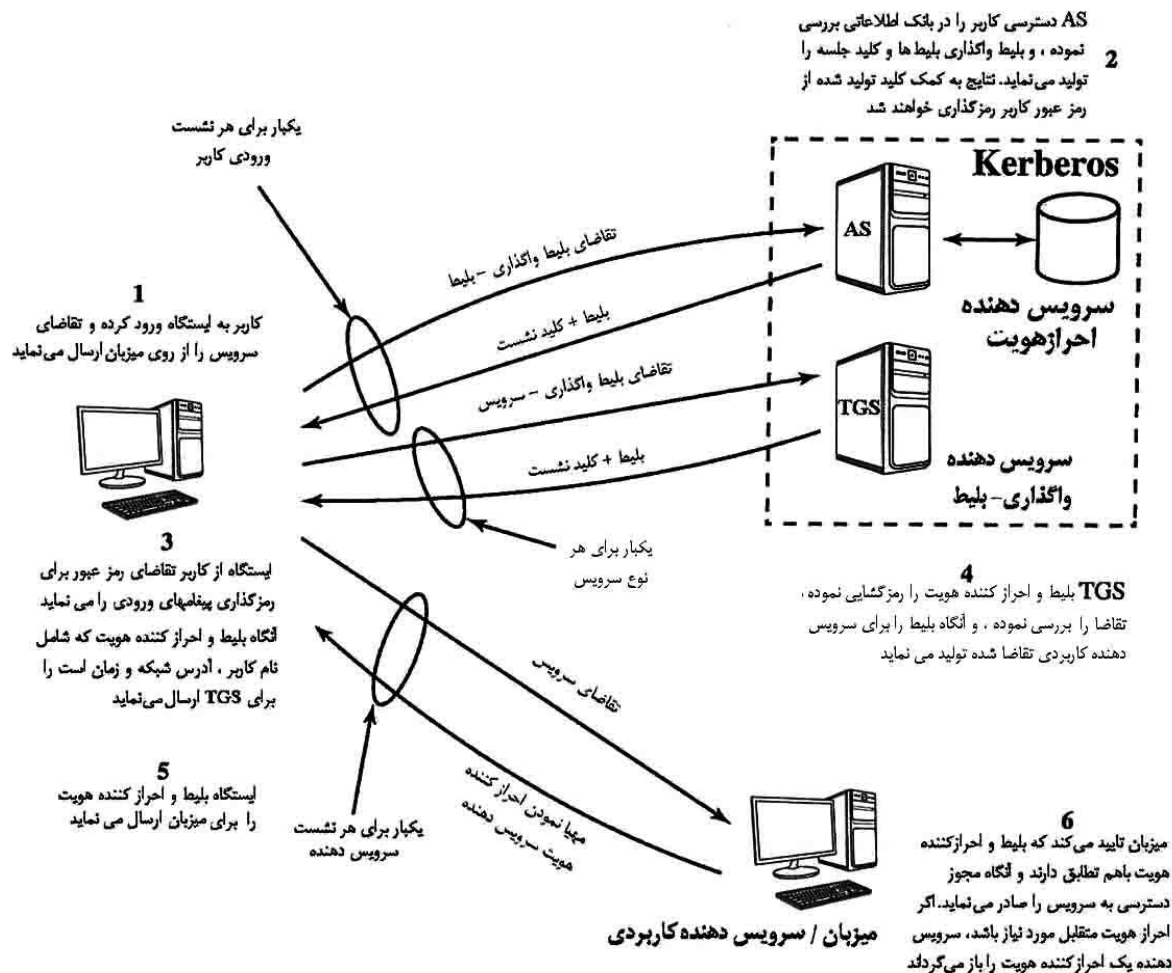 AS دسترسی کاربر را در بانک اطلاعاتی بررسی
نموده ، و بلیط واگذاری بلیط ها و کلید جلسه را
2
تولید می نماید. نتایج به کمک کلید تولید شده از
رمز عبور کاربر رمزگذاری خواهند شد
یکبار برای هر نشست
ورودی کاربر
Kerberos
AS
تقاضای بلیط واگذاری - بلیط
سرویس دهنده
احرازهویت
1
کاربر به ایستگاه ورود کرده و تقاضای
سرویس را از روی میزبان ارسال می نماید
بلیط + کلید نشست
تقاضای بلیط واگذاری - سرویس
TGS
بلیط + کلید نشست
سرویس دهنده
واگذاری- بلیط
3
ایستگاه از کاربر تقاضای رمز عبور برای
رمزگذاری پیغامهای ورودی را می نماید
آنگاه بلیط و احراز کننده هویت که شامل
نام کاربر ، آدرس شبکه و زمان است را
برای TGS ارسال می نماید
یکبار برای هر
نوع سرویس
4
TGS بلیط و احراز کننده هویت را رمزگشایی نموده ،
تقاضا را بررسی نموده ، و آنگاه بلیط را برای سرویس
دهنده کاربردی تقاضا شده تولید می نماید
تقاضای سرویس
مهیا نمودن احراز کننده
هویت سرویس دهنده
5
ایستگاه بلیط و احراز کننده هویت
را برای میزبان ارسال می نماید
یکبار برای هر نشست
سرویس دهنده
6
میزبان تایید می کند که بلیط و احرازکننده
هویت باهم تطابق دارند و آنگاه مجوز
دسترسی به سرویس را صادر می نماید. اگر
احراز هویت متقابل مورد نیاز باشد، سرویس
دهنده یک احرازکننده هویت را باز می گرداند
میزبان / سرویس دهنده کاربردی